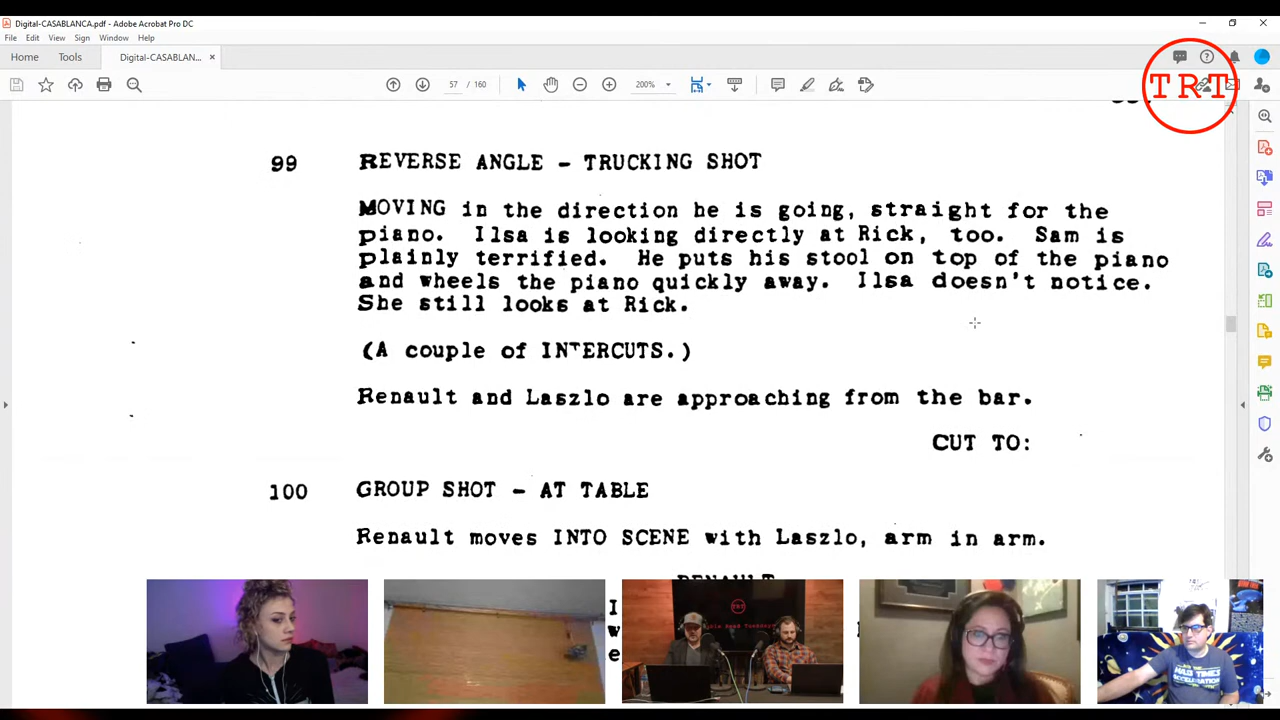 Digital-CASABLANCA.pdf - Adobe Acrobat Pro DC
File Edit View Sign Window Help
Home Tools Digital-CASABLAN... ×
57 / 160 200%
TRT
99 REVERSE ANGLE - TRUCKING SHOT
MOVING in the direction he is going, straight for the
piano. Ilsa is looking directly at Rick, too. Sam is
plainly terrified. He puts his stool on top of the piano
and wheels the piano quickly away. Ilsa doesn't notice.
She still looks at Rick.
(A couple of INTERCUTS.)
Renault and Laszlo are approaching from the bar.
CUT TO:
100 GROUP SHOT - AT TABLE
Renault moves INTO SCENE with Laszlo, arm in arm.
RENAULT
I
w
e
TRT